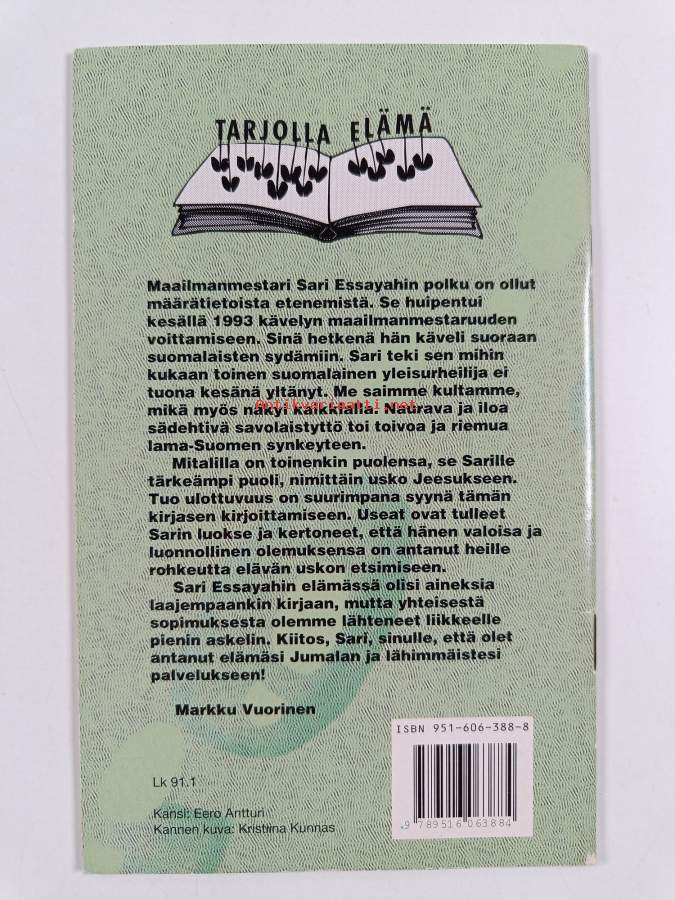 TARJOLLA ELÄMÄ
Maailmanmestari Sari Essayahin polku on ollut
määrätietoista etenemistä. Se huipentui
kesällä 1993 kävelyn maailmanmestaruuden
voittamiseen. Sinä hetkenä hän käveli suoraan
suomalaisten sydämiin. Sari teki sen mihin
kukaan toinen suomalainen yleisurheilija ei
tuona kesänä yltänyt. Me saimme kultamme,
mikä myös näkyi kaikkialla. Naurava ja iloa
Antikvariaatti.net
sädehtivä savolaistyttö toi toivoa ja riemua
lama-Suomen synkeyteen.
Mitalilla on toinenkin puolensa, se Sarille
tärkeämpi puoli, nimittäin usko Jeesukseen.
Tuo ulottuvuus on suurimpana syynä tämän
kirjasen kirjoittamiseen. Useat ovat tulleet
Sarin luokse ja kertoneet, että hänen valoisa ja
luonnollinen olemuksensa on antanut heille
rohkeutta elävän uskon etsimiseen.
Sari Essayahin elämässä olisi aineksia
laajempaankin kirjaan, mutta yhteisestä
sopimuksesta olemme lähteneet liikkeelle
pienin askelin. Kiitos, Sari, sinulle, että olet
antanut elämäsi Jumalan ja lähimmäistesi
palvelukseen!
Markku Vuorinen
ISBN 951-606-388-8
Lk 91.1
Kansi: Eero Antturi
Kannen kuva: Kristiina Kunnas
9 789516 063884